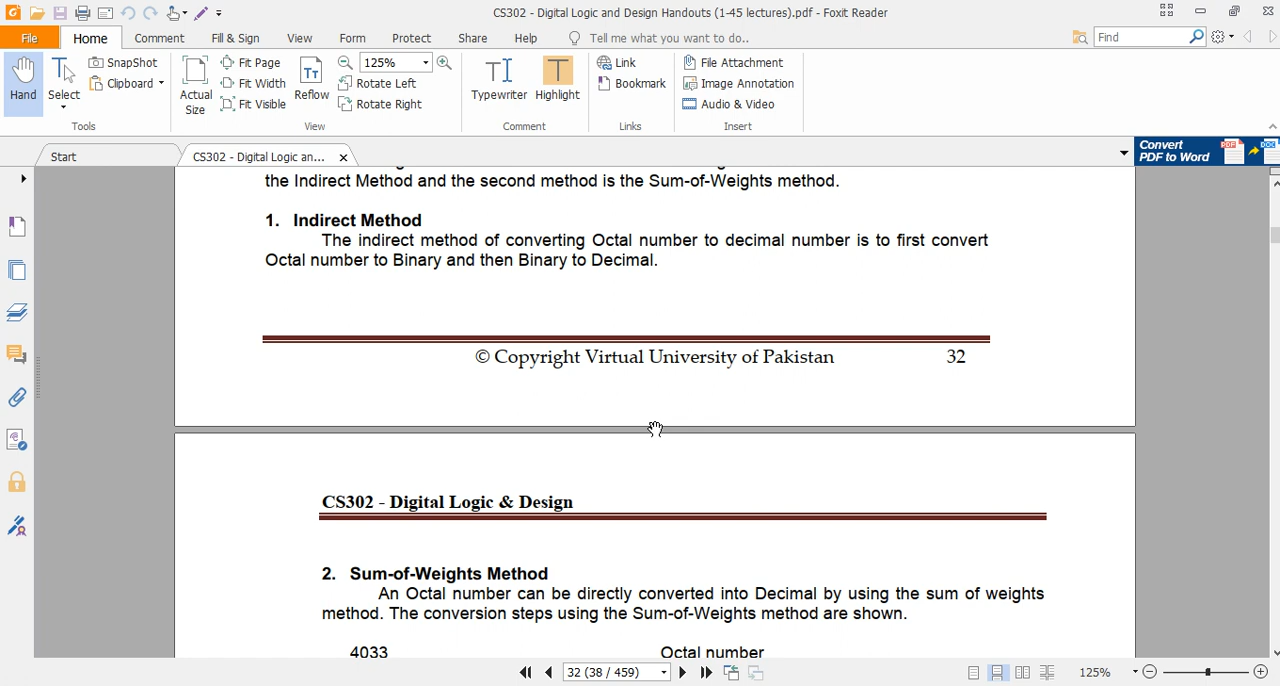 CS302 - Digital Logic and Design Handouts (1-45 lectures).pdf - Foxit Reader
File Home Comment Fill & Sign View Form Protect Share Help Tell me what you want to do.. Find
Hand Select SnapShot Clipboard Actual Size Fit Page Fit Width Fit Visible Reflow 125% Rotate Left Rotate Right Typewriter Highlight Link Bookmark File Attachment Image Annotation Audio & Video
Tools View Comment Links Insert
Start CS302 - Digital Logic an... Convert PDF to Word
the Indirect Method and the second method is the Sum-of-Weights method.
1. Indirect Method
The indirect method of converting Octal number to decimal number is to first convert
Octal number to Binary and then Binary to Decimal.
© Copyright Virtual University of Pakistan 32
CS302 - Digital Logic & Design
2. Sum-of-Weights Method
An Octal number can be directly converted into Decimal by using the sum of weights
method. The conversion steps using the Sum-of-Weights method are shown.
4033 Octal number
32 (38 / 459) 125%